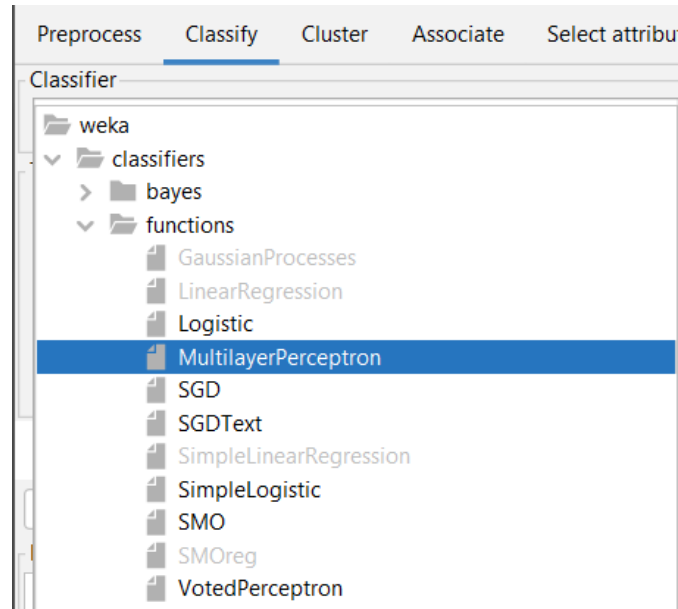 Preprocess Classify Cluster Associate Select attribu
Classifier
weka
classifiers
bayes
functions
GaussianProcesses
LinearRegression
Logistic
MultilayerPerceptron
SGD
SGDText
SimpleLinearRegression
SimpleLogistic
SMO
SMOreg
VotedPerceptron